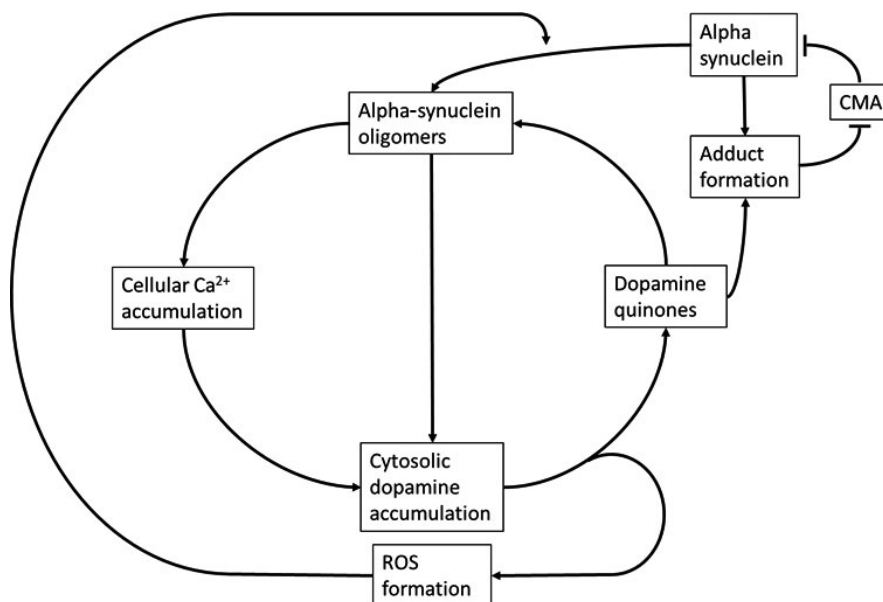 Alpha
synuclein
CMA
Alpha-synuclein
oligomers
Adduct
formation
Cellular Ca²⁺
accumulation
Dopamine
quinones
Cytosolic
dopamine
accumulation
ROS
formation